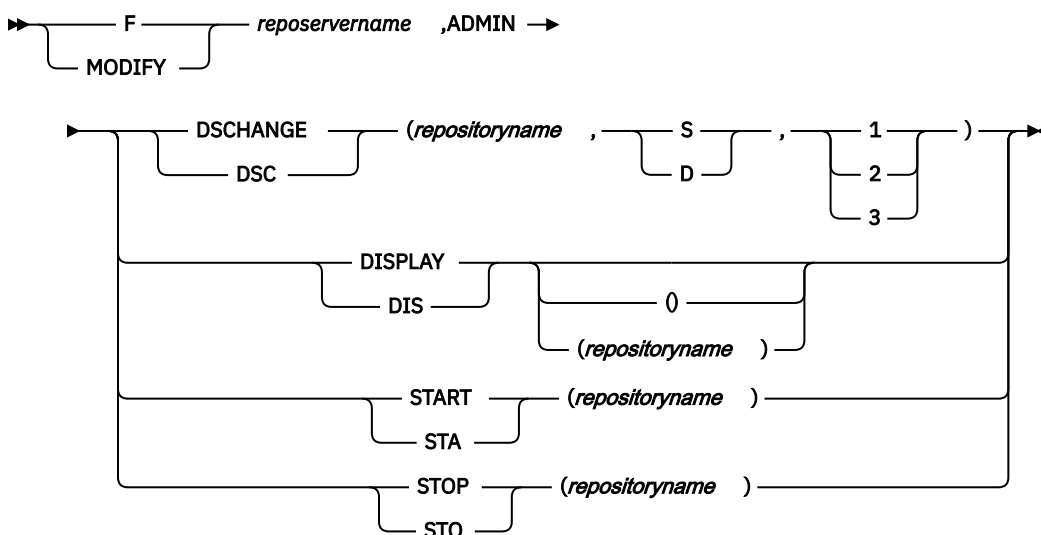 F reposervername ,ADMIN
MODIFY
DSCHANGE (repositoryname , S , 1 )
DSC D 2
3
DISPLAY
DIS ()
(repositoryname )
START (repositoryname )
STA
STOP (repositoryname )
STO